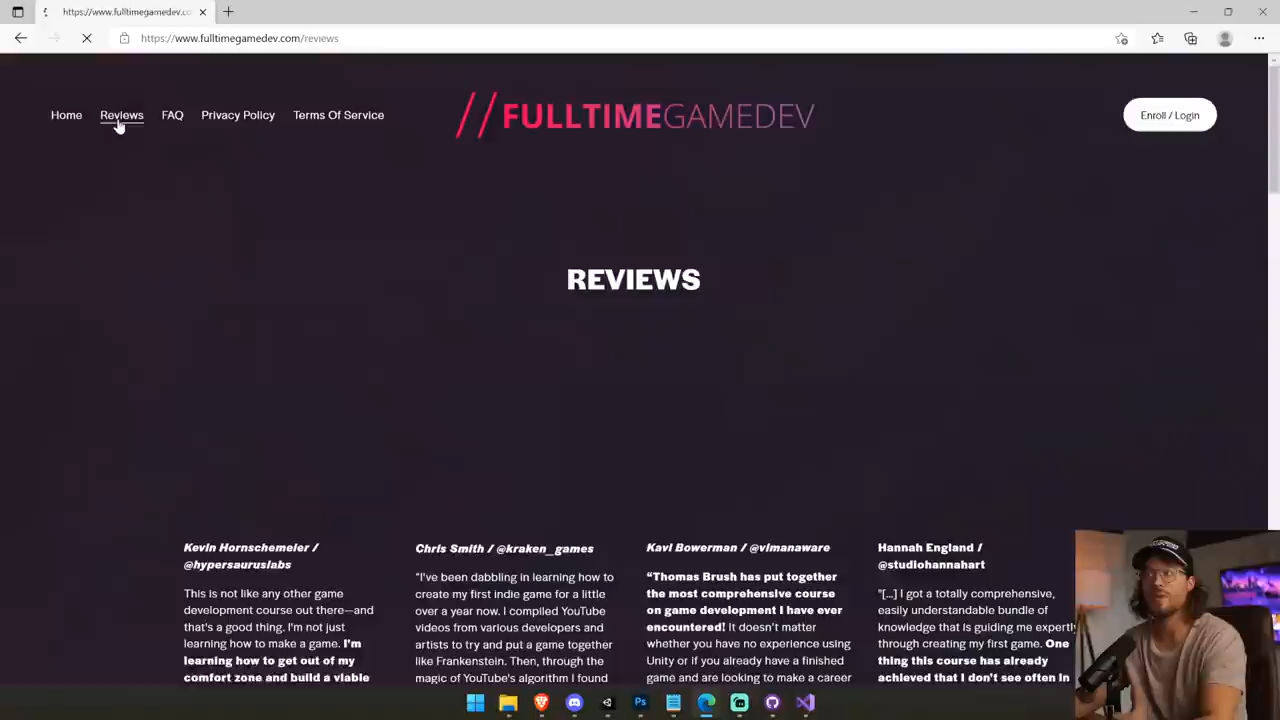 https://www.fulltimegamedev.co
https://www.fulltimegamedev.com/reviews
Home Reviews FAQ Privacy Policy Terms Of Service
//FULLTIMEGAMEDEV
Enroll / Login
REVIEWS
Kevin Hornschemeier /
@hypersauruslabs
This is not like any other game
development course out there—and
that's a good thing. I'm not just
learning how to make a game. I'm
learning how to get out of my
comfort zone and build a viable
Chris Smith / @kraken_games
"I've been dabbling in learning how to
create my first indie game for a little
over a year now. I compiled YouTube
videos from various developers and
artists to try and put a game together
like Frankenstein. Then, through the
magic of YouTube's algorithm I found
Kavi Bowerman / @vimanaware
“Thomas Brush has put together
the most comprehensive course
on game development I have ever
encountered! It doesn't matter
whether you have no experience using
Unity or if you already have a finished
game and are looking to make a career
Hannah England /
@studiohannahart
"[...] I got a totally comprehensive,
easily understandable bundle of
knowledge that is guiding me expertly
through creating my first game. One
thing this course has already
achieved that I don't see often in
Ps